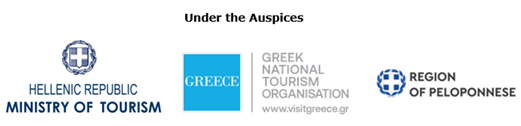 Under the Auspices
HELLENIC REPUBLIC
MINISTRY OF TOURISM
GREECE
GREEK
NATIONAL
TOURISM
ORGANISATION
www.visitgreece.gr
REGION
OF PELOPONNESE